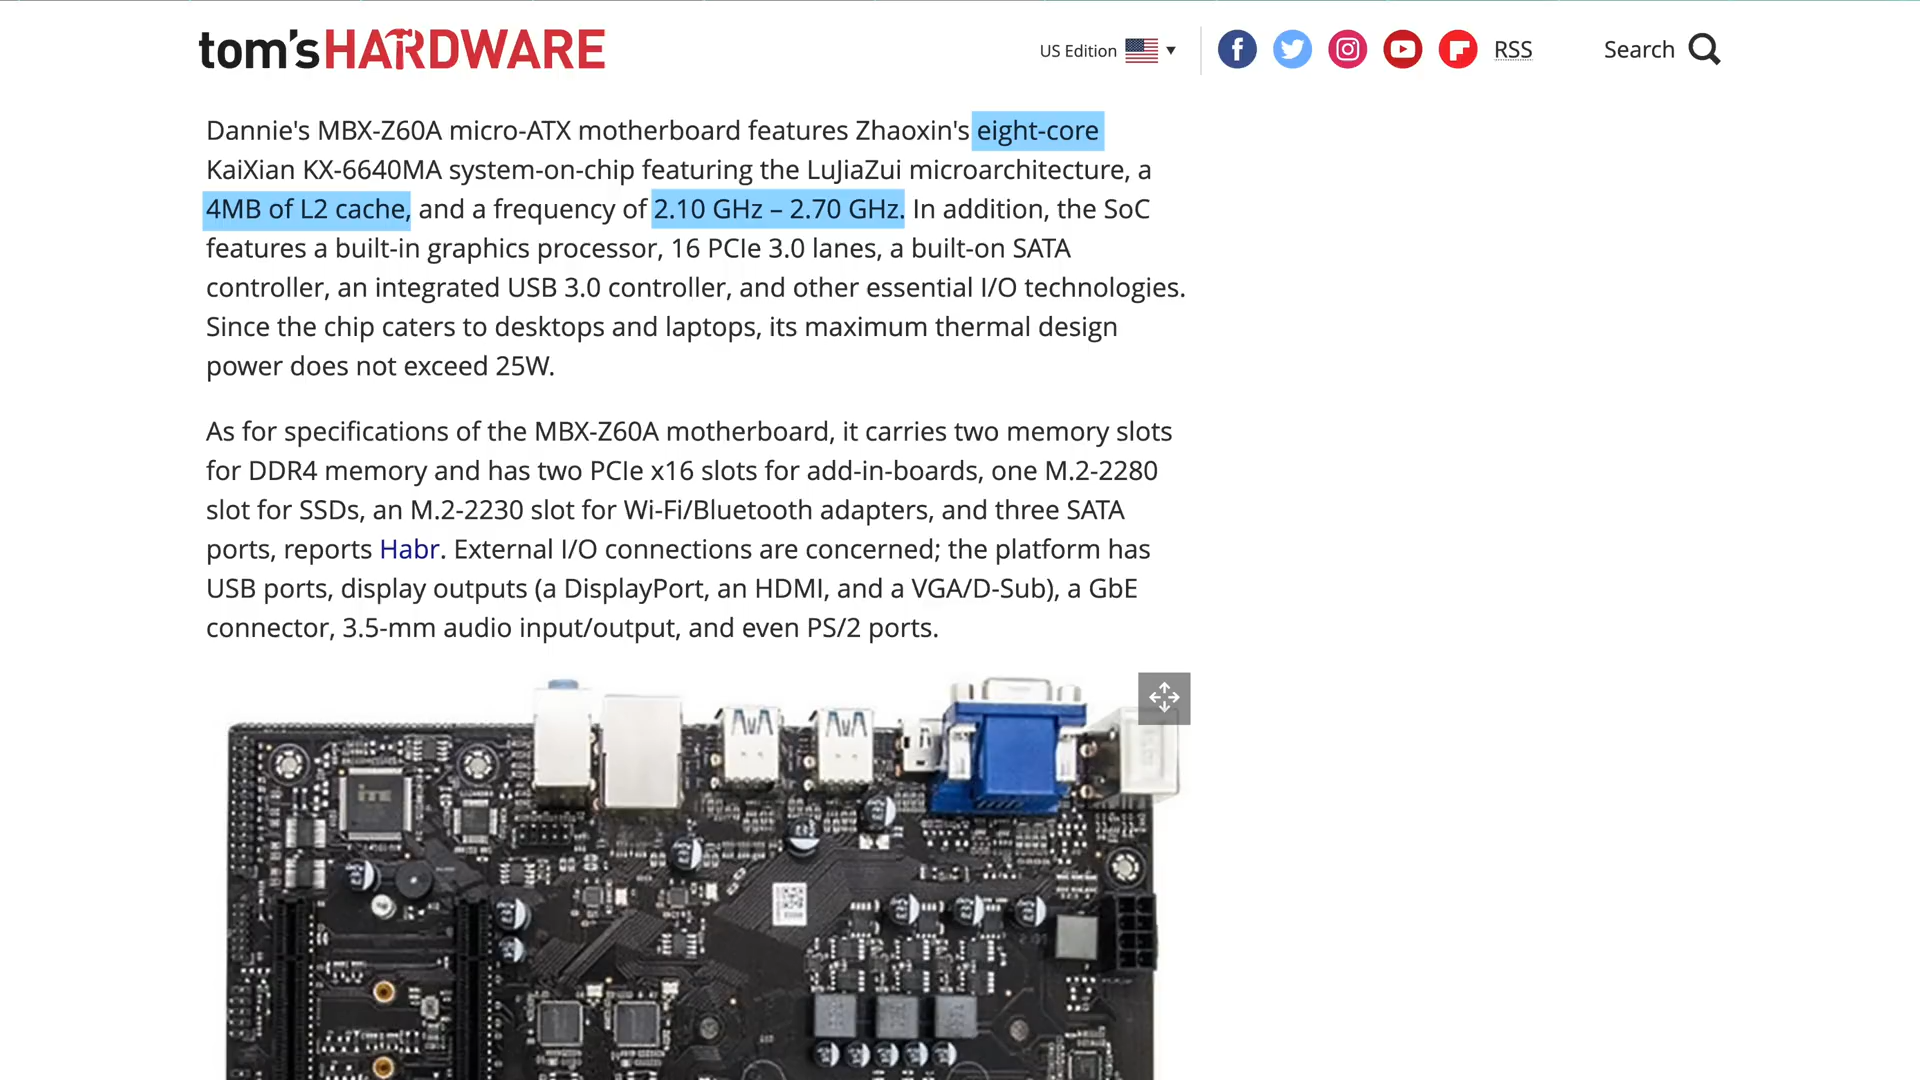 tom'sHARDWARE
US Edition
RSS
Search
Dannie's MBX-Z60A micro-ATX motherboard features Zhaoxin's eight-core
KaiXian KX-6640MA system-on-chip featuring the LuJiaZui microarchitecture, a
4MB of L2 cache, and a frequency of 2.10 GHz – 2.70 GHz. In addition, the SoC
features a built-in graphics processor, 16 PCIe 3.0 lanes, a built-on SATA
controller, an integrated USB 3.0 controller, and other essential I/O technologies.
Since the chip caters to desktops and laptops, its maximum thermal design
power does not exceed 25W.
As for specifications of the MBX-Z60A motherboard, it carries two memory slots
for DDR4 memory and has two PCIe x16 slots for add-in-boards, one M.2-2280
slot for SSDs, an M.2-2230 slot for Wi-Fi/Bluetooth adapters, and three SATA
ports, reports Habr. External I/O connections are concerned; the platform has
USB ports, display outputs (a DisplayPort, an HDMI, and a VGA/D-Sub), a GbE
connector, 3.5-mm audio input/output, and even PS/2 ports.